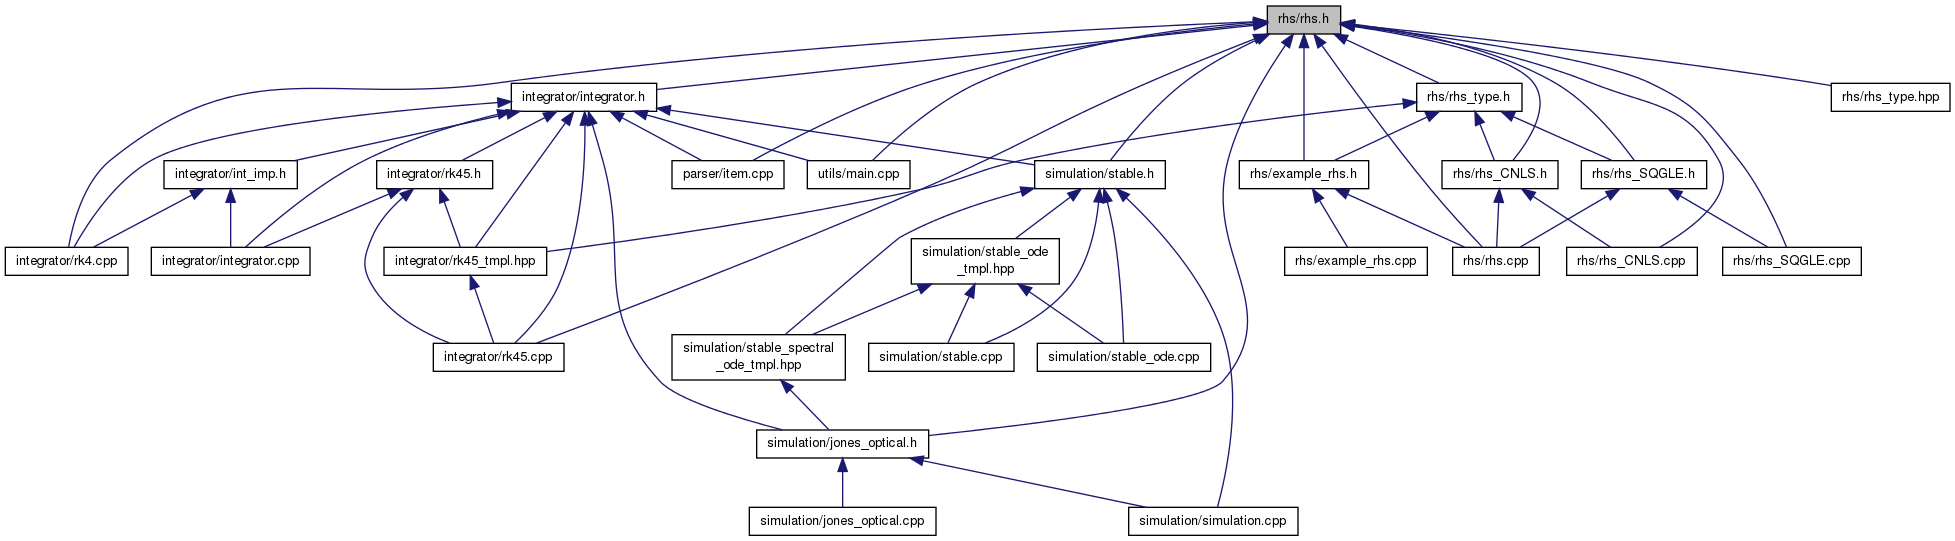 rhs/rhs.h
integrator/integrator.h
rhs/rhs_type.h
rhs/rhs_type.hpp
integrator/int_imp.h
integrator/rk45.h
parser/item.cpp
utils/main.cpp
simulation/stable.h
rhs/example_rhs.h
rhs/rhs_CNLS.h
rhs/rhs_SQGLE.h
integrator/rk4.cpp
integrator/integrator.cpp
integrator/rk45_tmpl.hpp
simulation/stable_ode
_tmpl.hpp
rhs/example_rhs.cpp
rhs/rhs.cpp
rhs/rhs_CNLS.cpp
rhs/rhs_SQGLE.cpp
integrator/rk45.cpp
simulation/stable_spectral
_ode_tmpl.hpp
simulation/stable.cpp
simulation/stable_ode.cpp
simulation/jones_optical.h
simulation/jones_optical.cpp
simulation/simulation.cpp